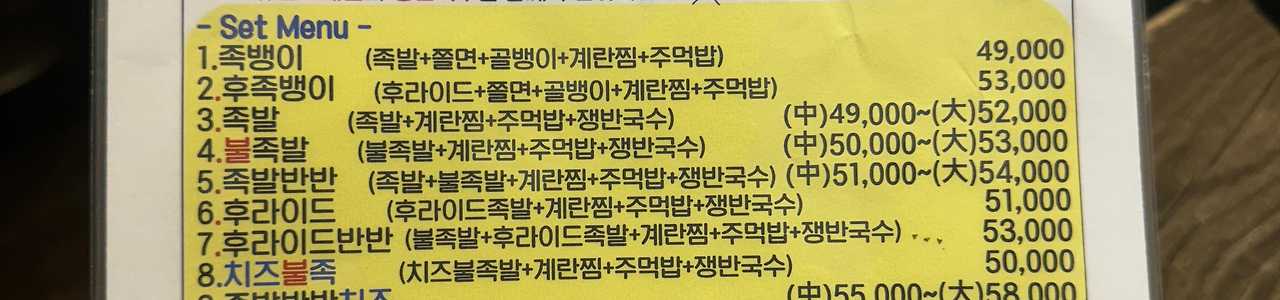 - Set Menu -
1.족뱅이 (족발+쫄면+골뱅이+계란찜+주먹밥) 49,000
2.후족뱅이 (후라이드+쫄면+골뱅이+계란찜+주먹밥) 53,000
3.족발 (족발+계란찜+주먹밥+쟁반국수) (中)49,000~(大)52,000
4.불족발 (불족발+계란찜+주먹밥+쟁반국수) (中)50,000~(大)53,000
5.족발반반 (족발+불족발+계란찜+주먹밥+쟁반국수) (中)51,000~(大)54,000
6.후라이드 (후라이드족발+계란찜+주먹밥+쟁반국수) 51,000
7.후라이드반반 (불족발+후라이드족발+계란찜+주먹밥+쟁반국수) 53,000
8.치즈불족 (치즈불족발+계란찜+주먹밥+쟁반국수) 50,000
9.족발반반치즈 (中)55,000~(大)58,000